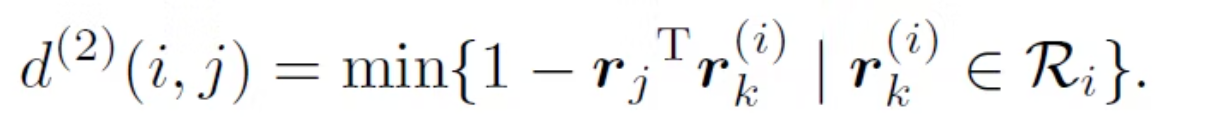 $d^{(2)}(i,j) = \min\{1 - \boldsymbol{r}_j{}^{\mathrm{T}} \boldsymbol{r}_k^{(i)} \mid \boldsymbol{r}_k^{(i)} \in \mathcal{R}_i\}.$